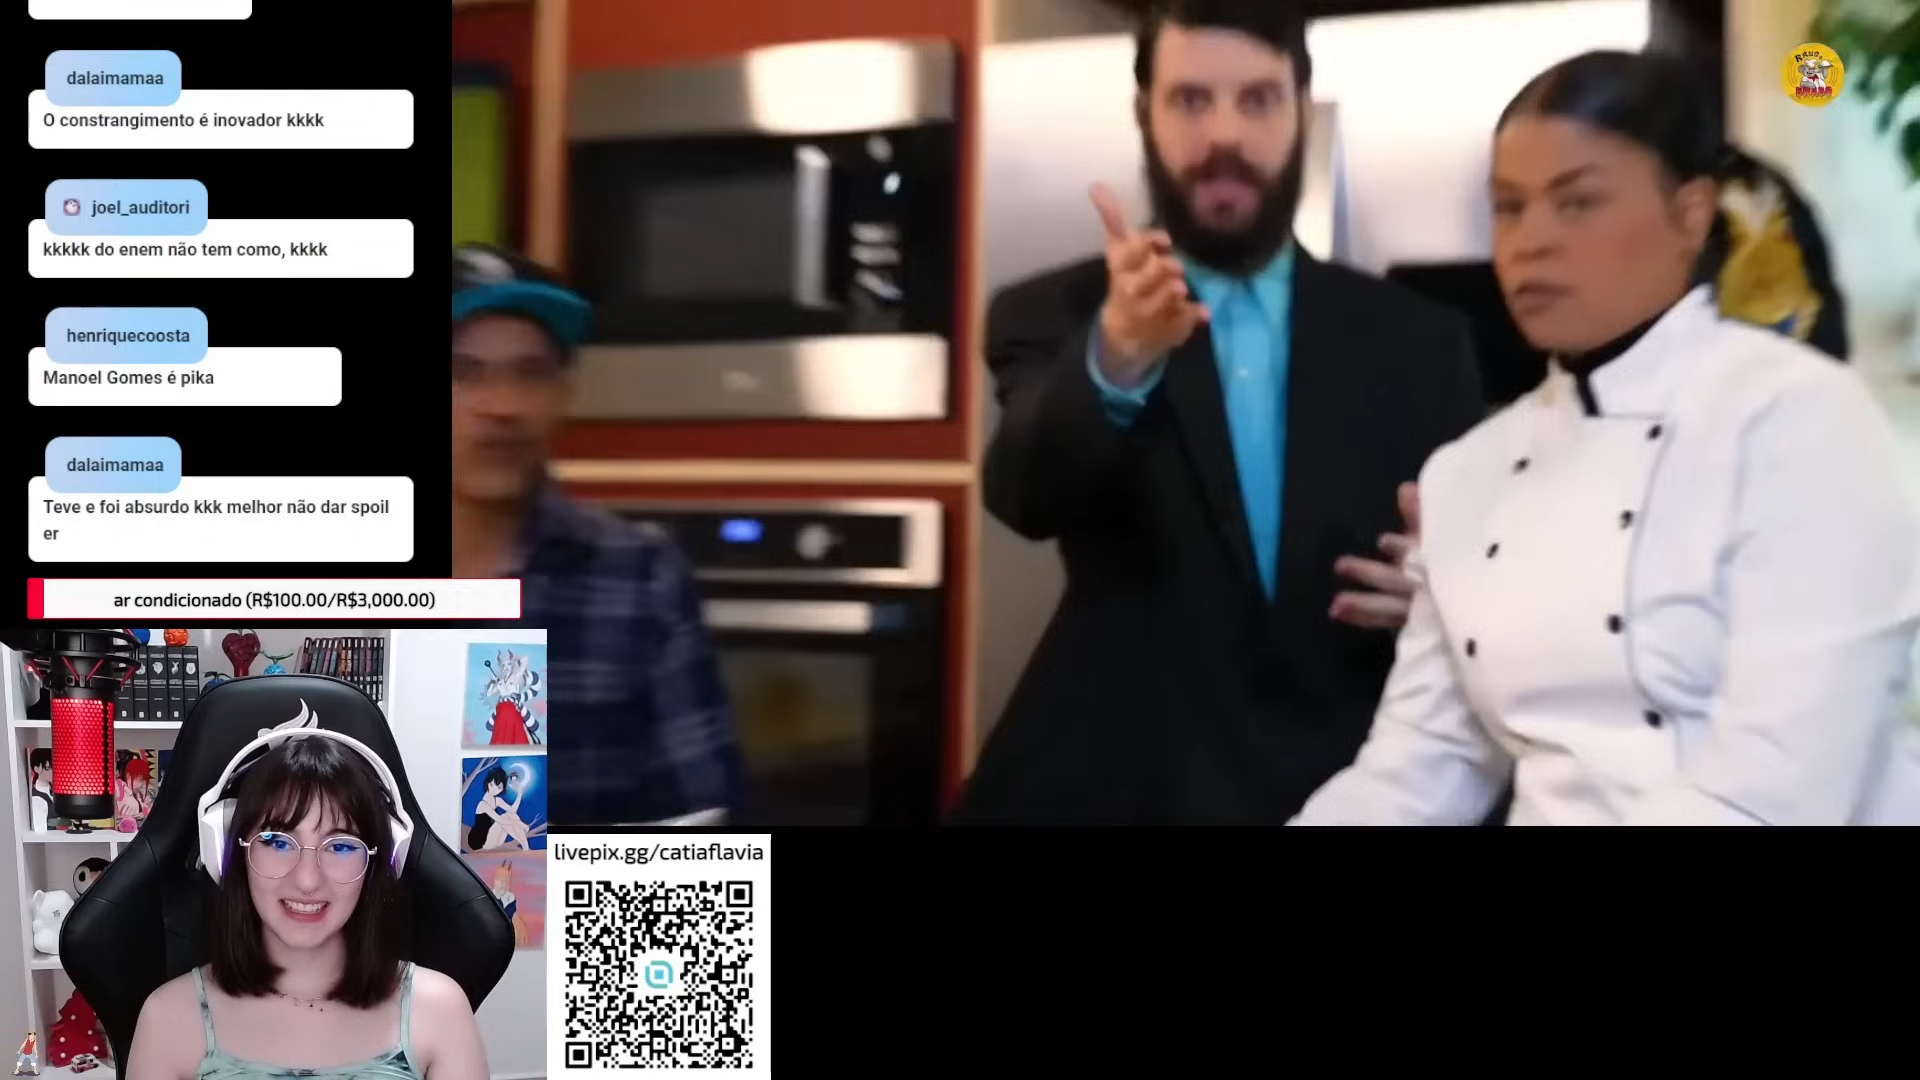 dalaimamaa
O constrangimento é inovador kkkk
joel_auditori
kkkkk do enem não tem como, kkkk
henriquecoosta
Manoel Gomes é pika
dalaimamaa
Teve e foi absurdo kkk melhor não dar spoil
er
ar condicionado (R$100.00/R$3,000.00)
livepix.gg/catiaflavia